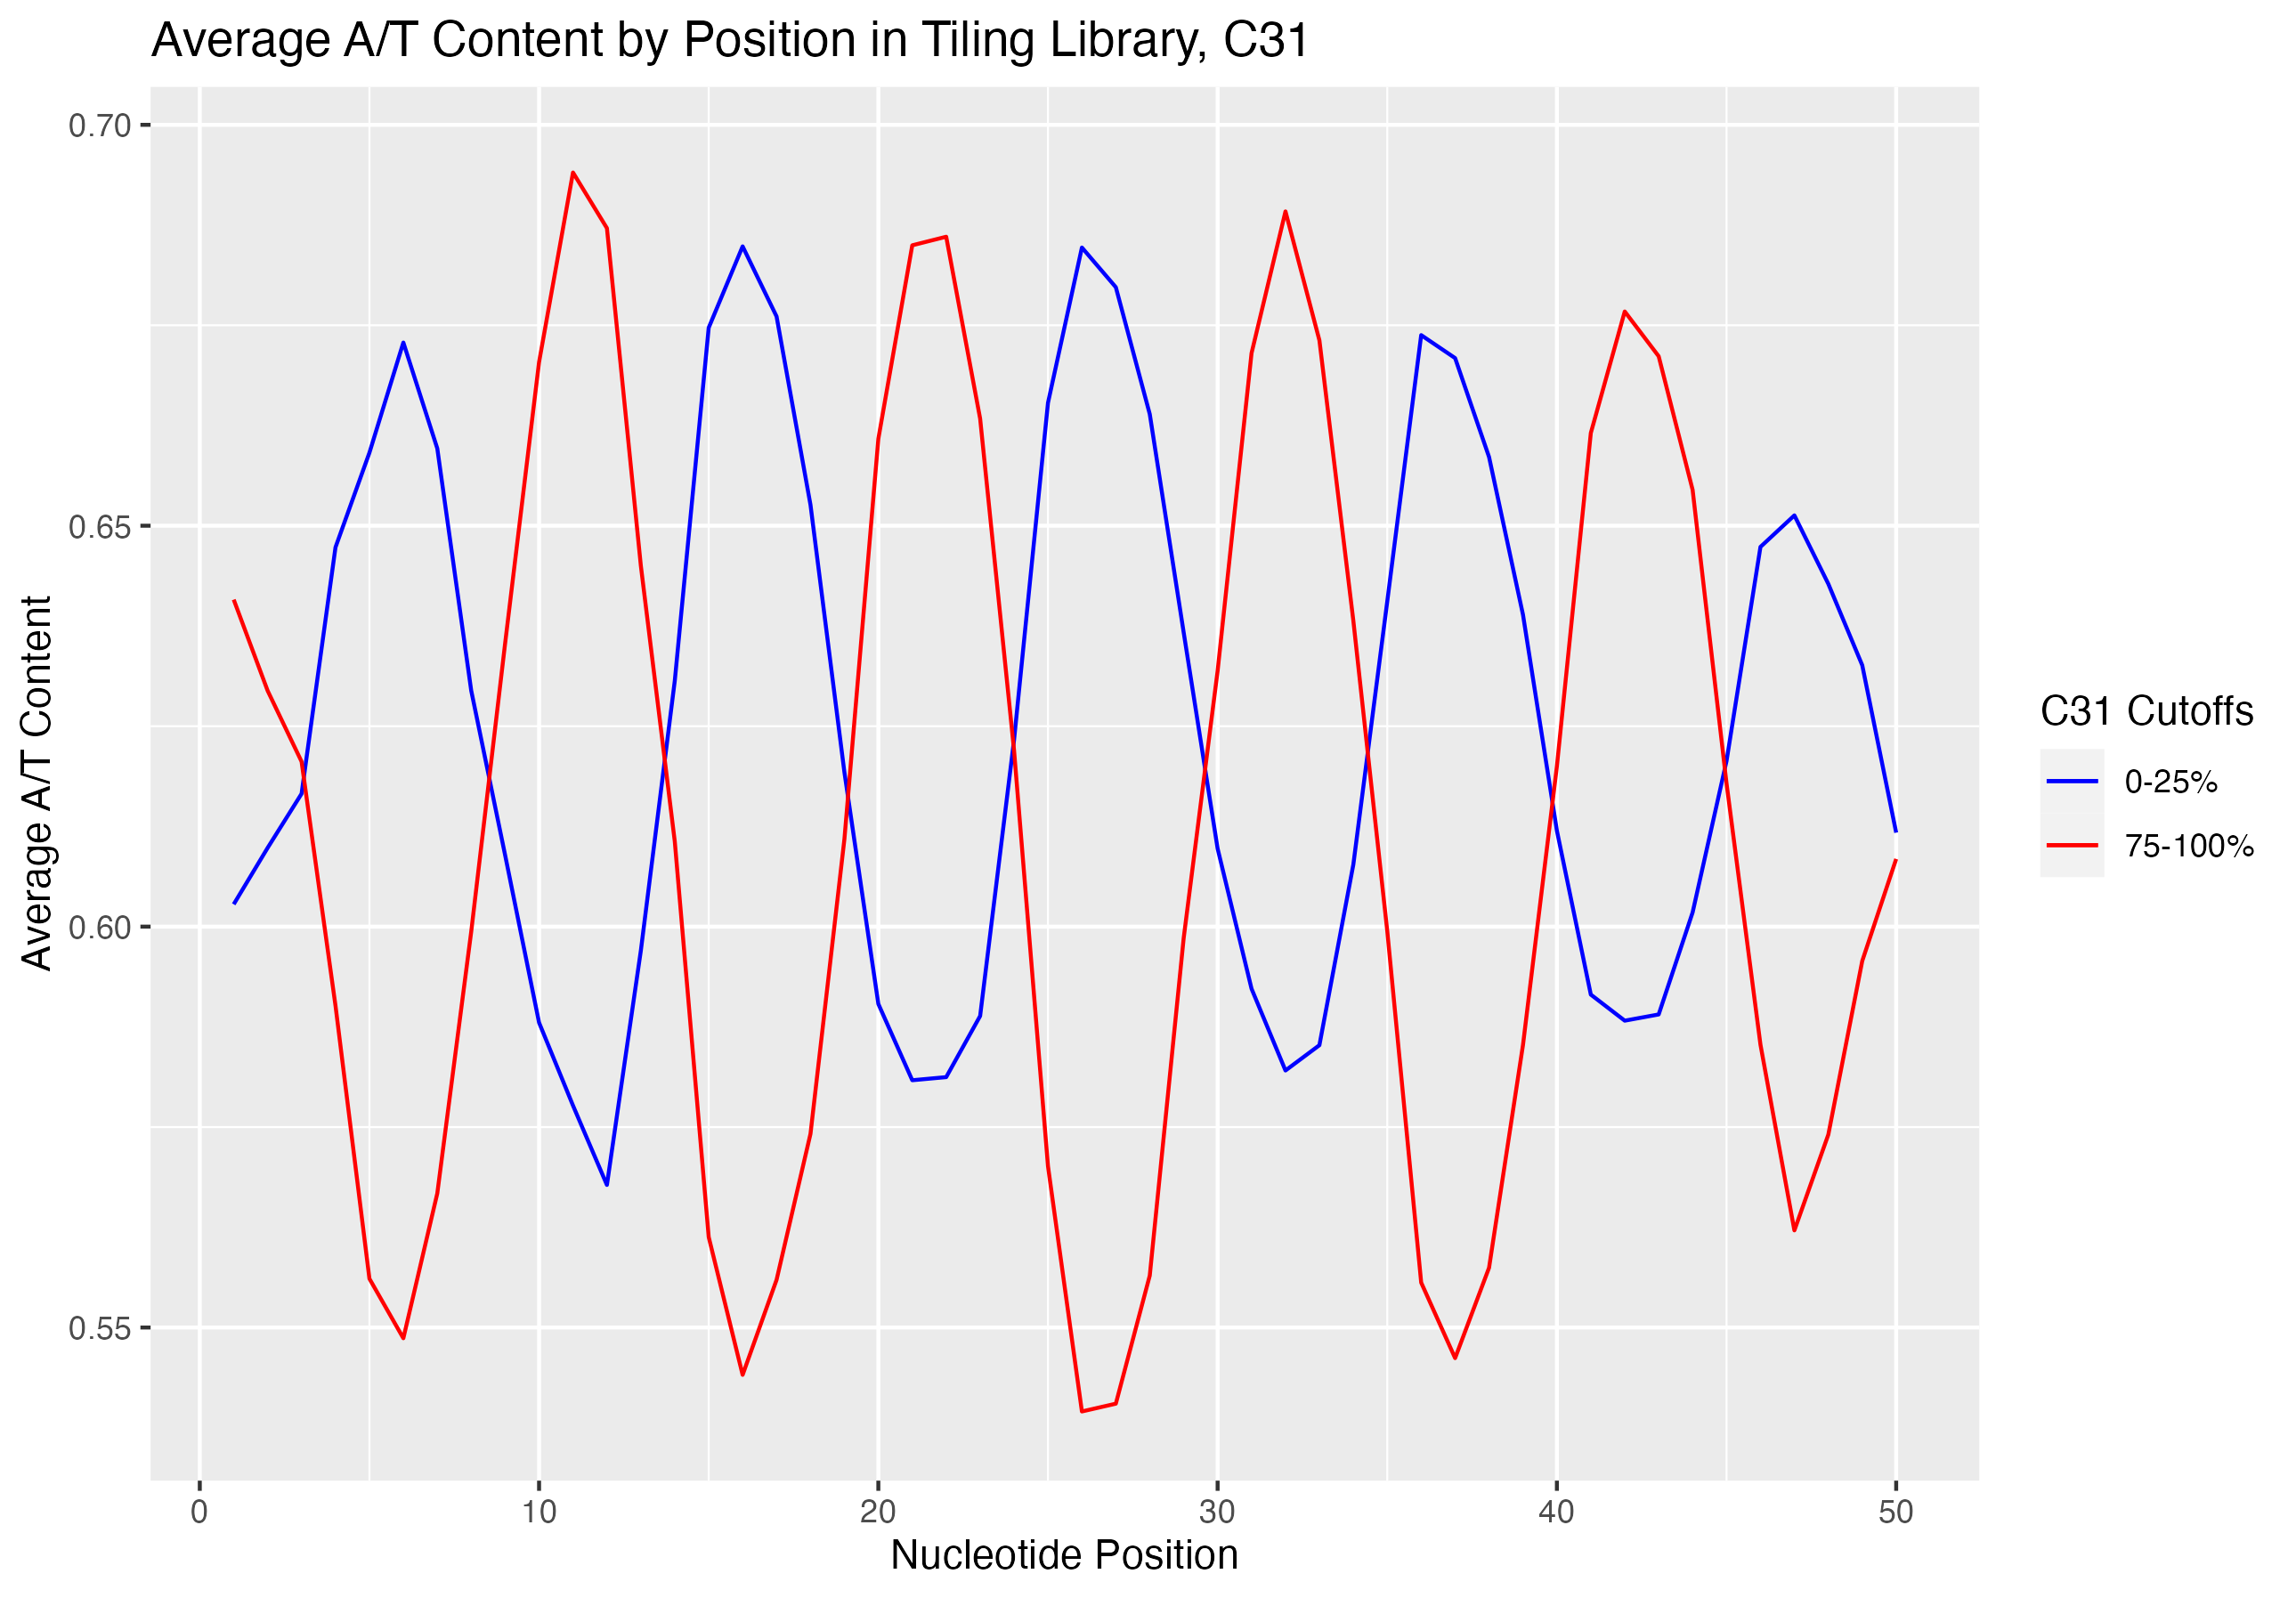 Average A/T Content by Position in Tiling Library, C31
0.70
0.65
0.60
0.55
Average A/T Content
0 10 20 30 40 50
Nucleotide Position
C31 Cutoffs
0-25%
75-100%